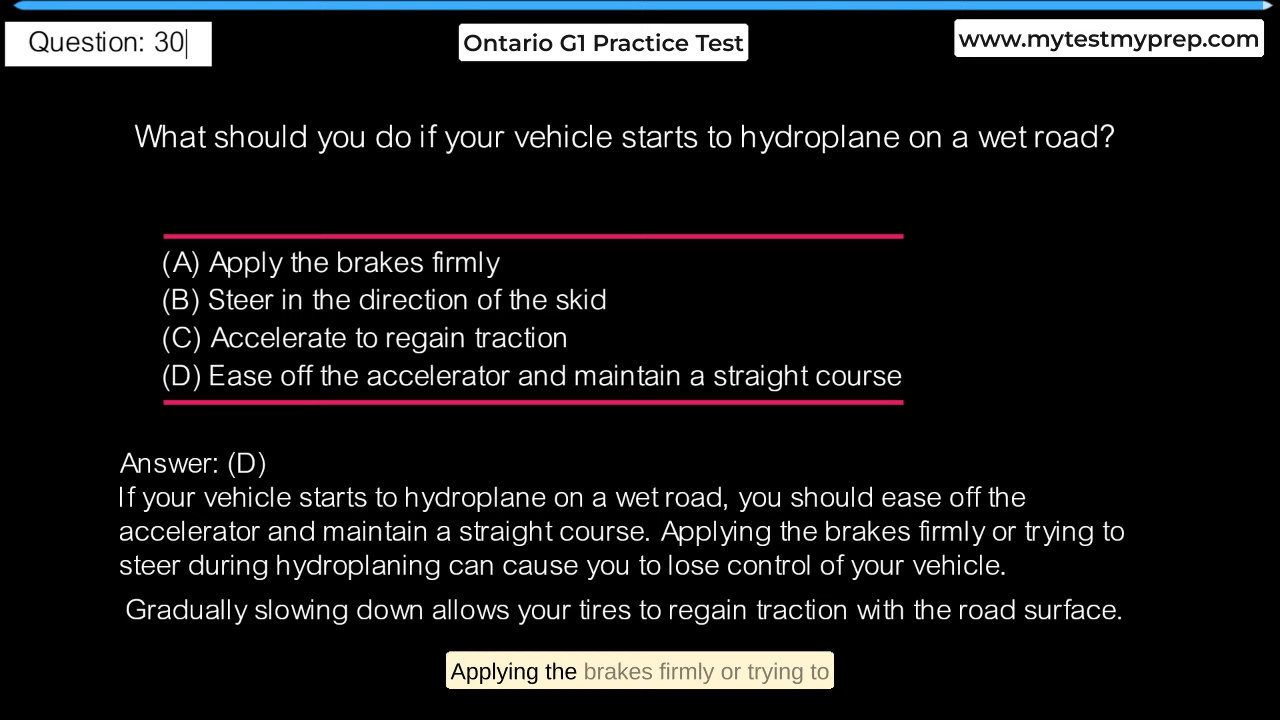 Question: 30
Ontario G1 Practice Test
www.mytestmyprep.com
What should you do if your vehicle starts to hydroplane on a wet road?
(A) Apply the brakes firmly
(B) Steer in the direction of the skid
(C) Accelerate to regain traction
(D) Ease off the accelerator and maintain a straight course
Answer: (D)
If your vehicle starts to hydroplane on a wet road, you should ease off the
accelerator and maintain a straight course. Applying the brakes firmly or trying to
steer during hydroplaning can cause you to lose control of your vehicle.
Gradually slowing down allows your tires to regain traction with the road surface.
Applying the brakes firmly or trying to